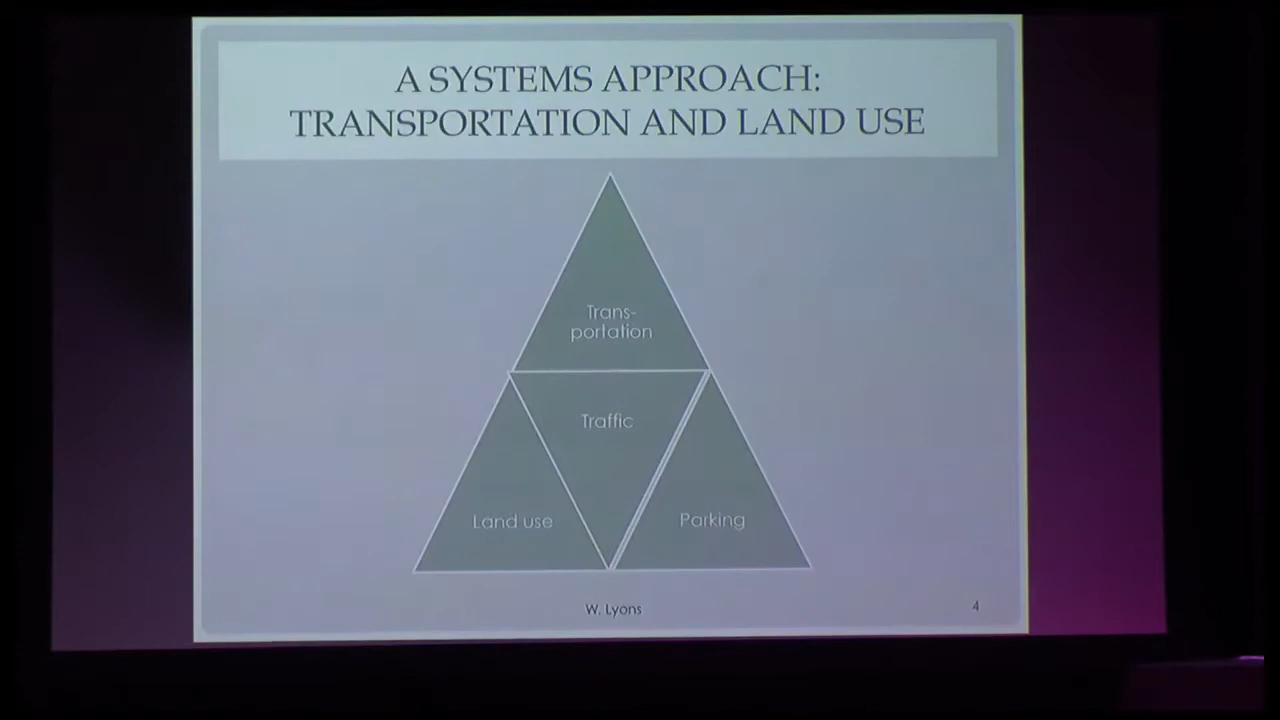 A SYSTEMS APPROACH:
TRANSPORTATION AND LAND USE
Trans-
portation
Traffic
Land use
Parking
W. Lyons
4